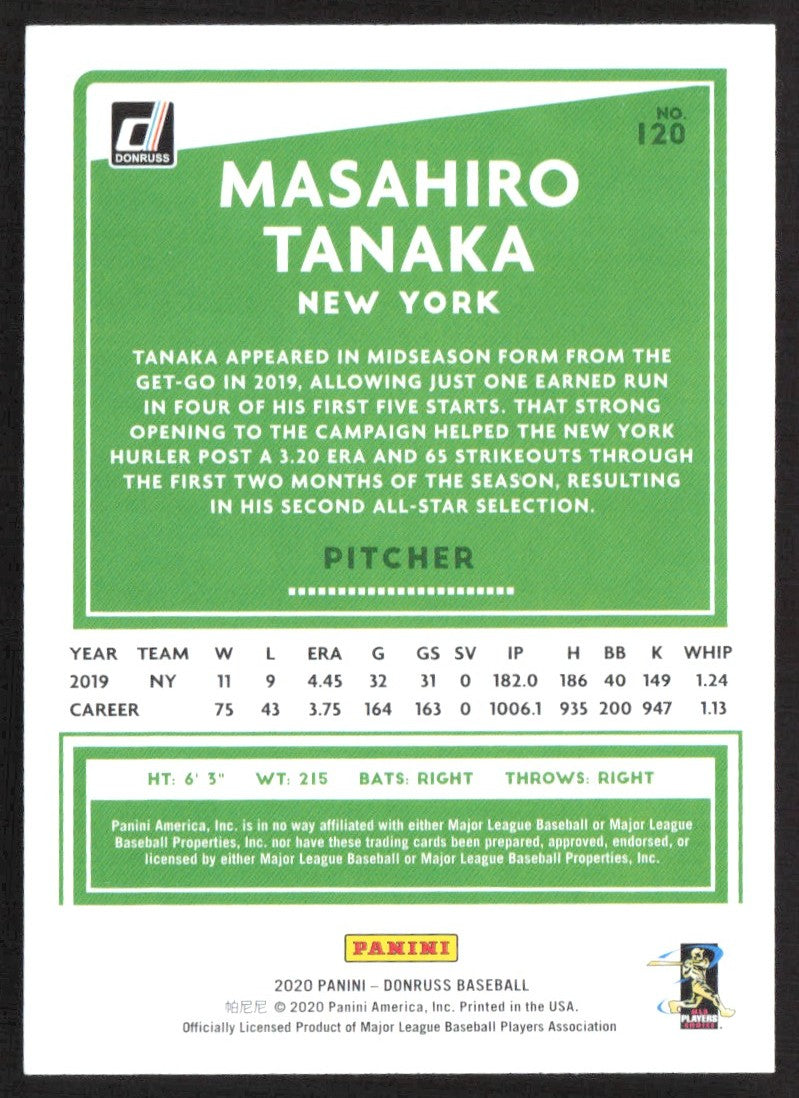 DONRUSS
NO.
120
MASAHIRO
TANAKA
NEW YORK
TANAKA APPEARED IN MIDSEASON FORM FROM THE
GET-GO IN 2019, ALLOWING JUST ONE EARNED RUN
IN FOUR OF HIS FIRST FIVE STARTS. THAT STRONG
OPENING TO THE CAMPAIGN HELPED THE NEW YORK
HURLER POST A 3.20 ERA AND 65 STRIKEOUTS THROUGH
THE FIRST TWO MONTHS OF THE SEASON, RESULTING
IN HIS SECOND ALL-STAR SELECTION.
PITCHER
YEAR TEAM W L ERA G GS SV IP H BB K WHIP
2019 NY 11 9 4.45 32 31 0 182.0 186 40 149 1.24
CAREER 75 43 3.75 164 163 0 1006.1 935 200 947 1.13
HT: 6' 3" WT: 215 BATS: RIGHT THROWS: RIGHT
Panini America, Inc. is in no way affiliated with either Major League Baseball or Major League
Baseball Properties, Inc. nor have these trading cards been prepared, approved, endorsed, or
licensed by either Major League Baseball or Major League Baseball Properties, Inc.
PANINI
2020 PANINI – DONRUSS BASEBALL
帕尼尼 © 2020 Panini America, Inc. Printed in the USA.
Officially Licensed Product of Major League Baseball Players Association
MLB
PLAYERS
CHOICE